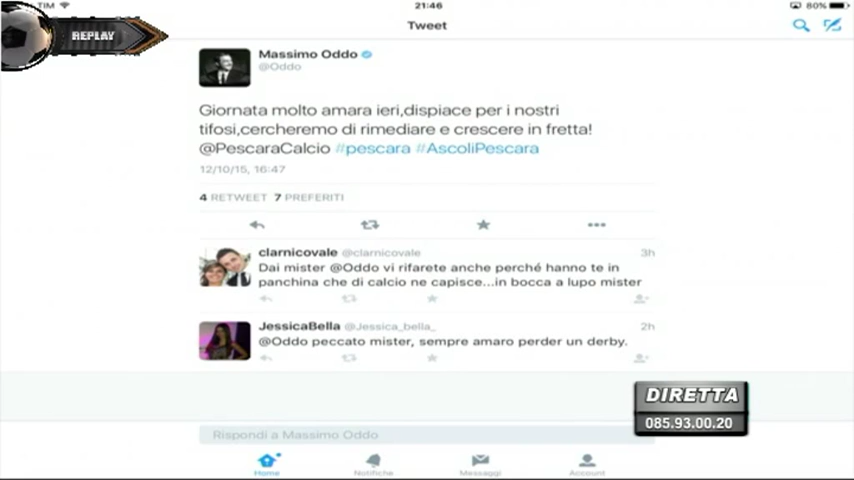 TIM
21:46
80%
REPLAY
Tweet
Massimo Oddo
@Oddo
Giornata molto amara ieri,dispiace per i nostri
tifosi,cercheremo di rimediare e crescere in fretta!
@PescaraCalcio #pescara #AscoliPescara
12/10/15, 16:47
4 RETWEET 7 PREFERITI
clarnicovale @clarnicovale 3h
Dai mister @Oddo vi rifarete anche perché hanno te in
panchina che di calcio ne capisce...in bocca a lupo mister
JessicaBella @Jessica_bella_ 2h
@Oddo peccato mister, sempre amaro perder un derby.
DIRETTA
085.93.00.20
Rispondi a Massimo Oddo
Home
Notifiche
Messaggi
Account